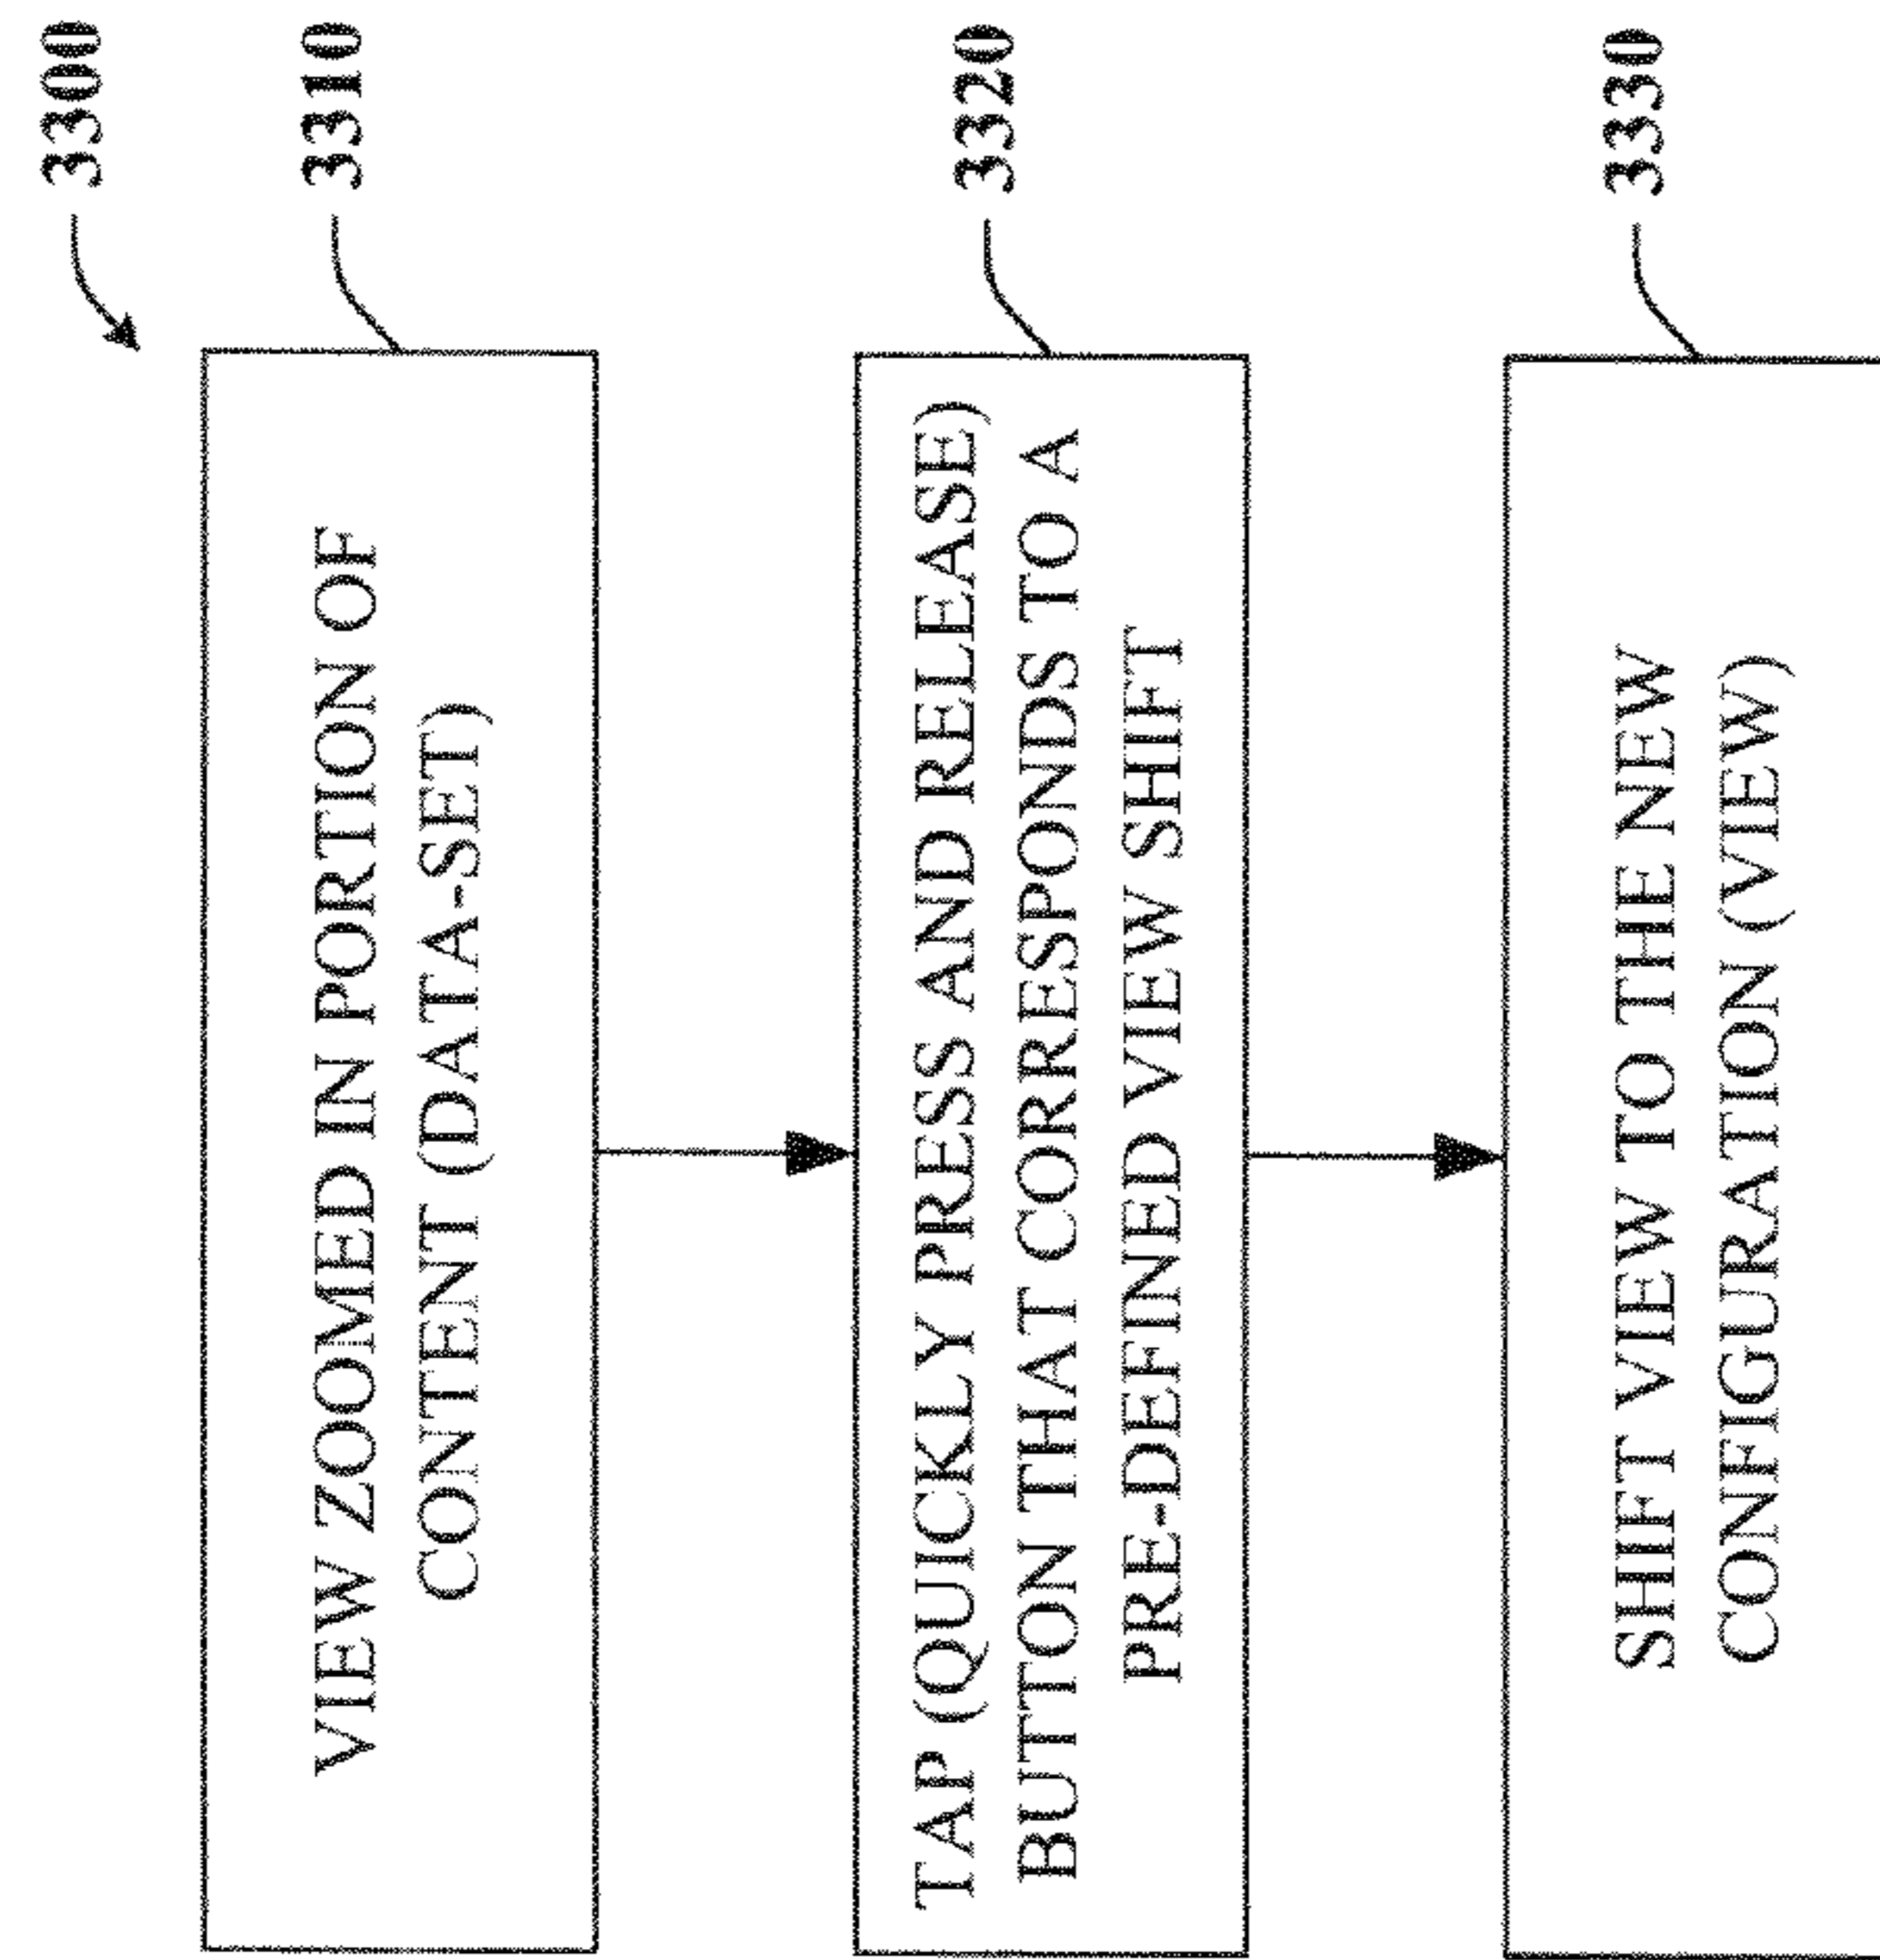 3300
VIEW ZOOMED IN PORTION OF
CONTENT (DATA-SET)
3310
TAP (QUICKLY PRESS AND RELEASE)
BUTTON THAT CORRESPONDS TO A
PRE-DEFINED VIEW SHIFT
3320
SHIFT VIEW TO THE NEW
CONFIGURATION (VIEW)
3330